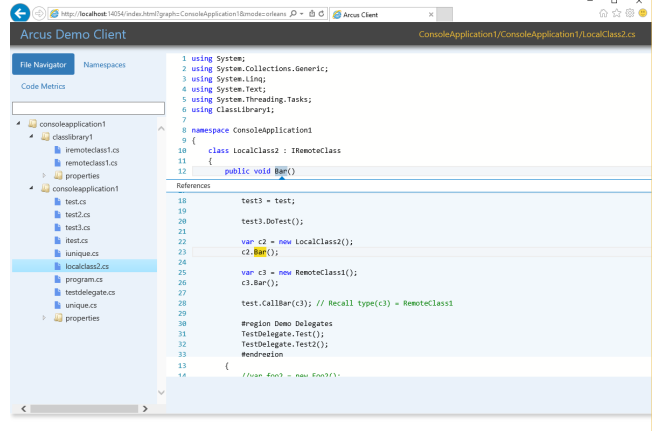 http://localhost:14054/index.html?graph=ConsoleApplication1&mode=orleans
Arcus Client
Arcus Demo Client
ConsoleApplication1/ConsoleApplication1/LocalClass2.cs
File Navigator
Namespaces
Code Metrics
consoleapplication1
classlibrary1
iremoteclass1.cs
remoteclass1.cs
properties
consoleapplication1
test.cs
test2.cs
test3.cs
itest.cs
iunique.cs
localclass2.cs
program.cs
testdelegate.cs
unique.cs
properties
1 using System;
2 using System.Collections.Generic;
3 using System.Linq;
4 using System.Text;
5 using System.Threading.Tasks;
6 using ClassLibrary1;
7
8 namespace ConsoleApplication1
9 {
10     class LocalClass2 : IRemoteClass
11     {
12         public void Bar()
References
18             test3 = test;
19
20             test3.DoTest();
21
22             var c2 = new LocalClass2();
23             c2.Bar();
24
25             var c3 = new RemoteClass1();
26             c3.Bar();
27
28             test.CallBar(c3); // Recall type(c3) = RemoteClass1
29
30             #region Demo Delegates
31             TestDelegate.Test();
32             TestDelegate.Test2();
33             #endregion
13         {
14             //var foo2 = new Foo2();